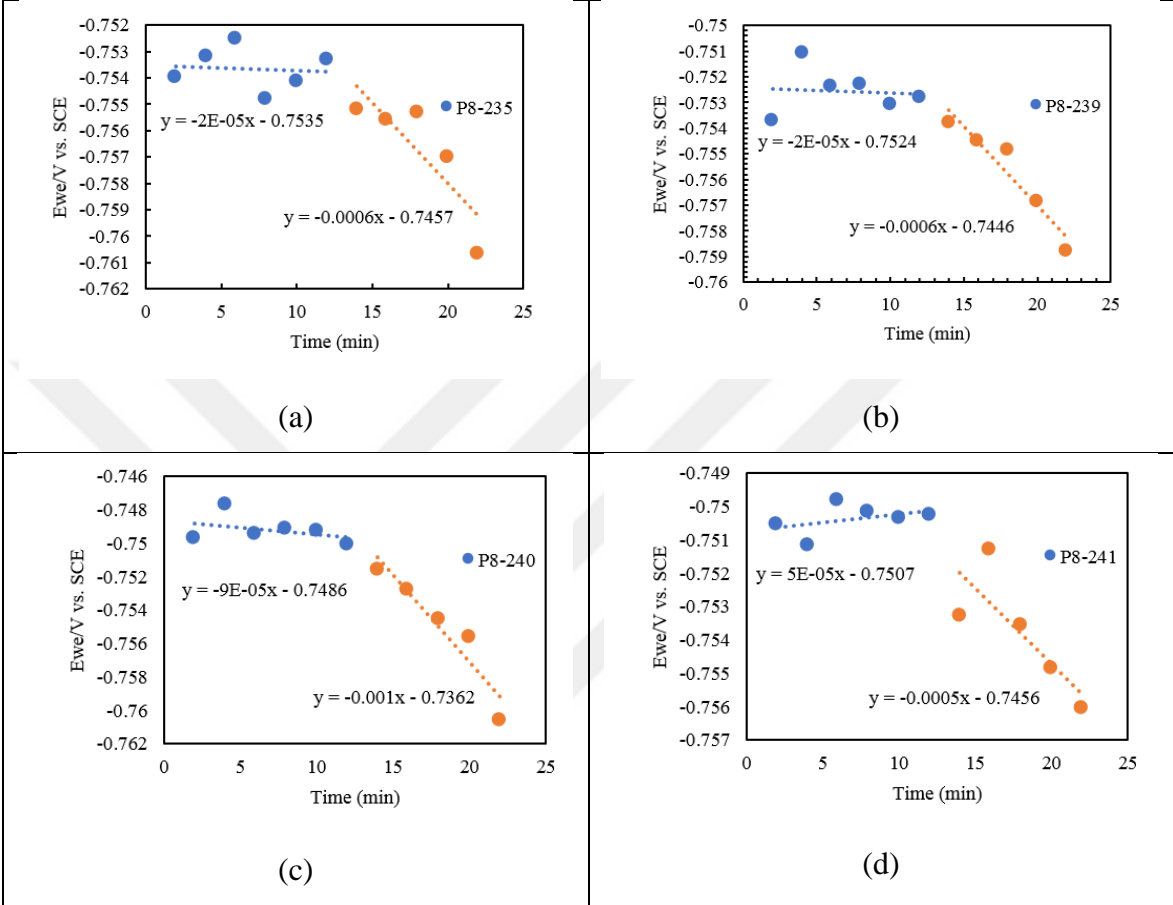 -0.752
-0.753
-0.754
-0.755
-0.756
-0.757
-0.758
-0.759
-0.76
-0.761
-0.762
Ewe/V vs. SCE
P8-235
y = -2E-05x - 0.7535
y = -0.0006x - 0.7457
0 5 10 15 20 25
Time (min)
(a)
-0.75
-0.751
-0.752
-0.753
-0.754
-0.755
-0.756
-0.757
-0.758
-0.759
-0.76
Ewe/V vs. SCE
P8-239
y = -2E-05x - 0.7524
y = -0.0006x - 0.7446
0 5 10 15 20 25
Time (min)
(b)
-0.746
-0.748
-0.75
-0.752
-0.754
-0.756
-0.758
-0.76
-0.762
Ewe/V vs. SCE
P8-240
y = -9E-05x - 0.7486
y = -0.001x - 0.7362
0 5 10 15 20 25
Time (min)
(c)
-0.749
-0.75
-0.751
-0.752
-0.753
-0.754
-0.755
-0.756
-0.757
Ewe/V vs. SCE
P8-241
y = 5E-05x - 0.7507
y = -0.0005x - 0.7456
0 5 10 15 20 25
Time (min)
(d)